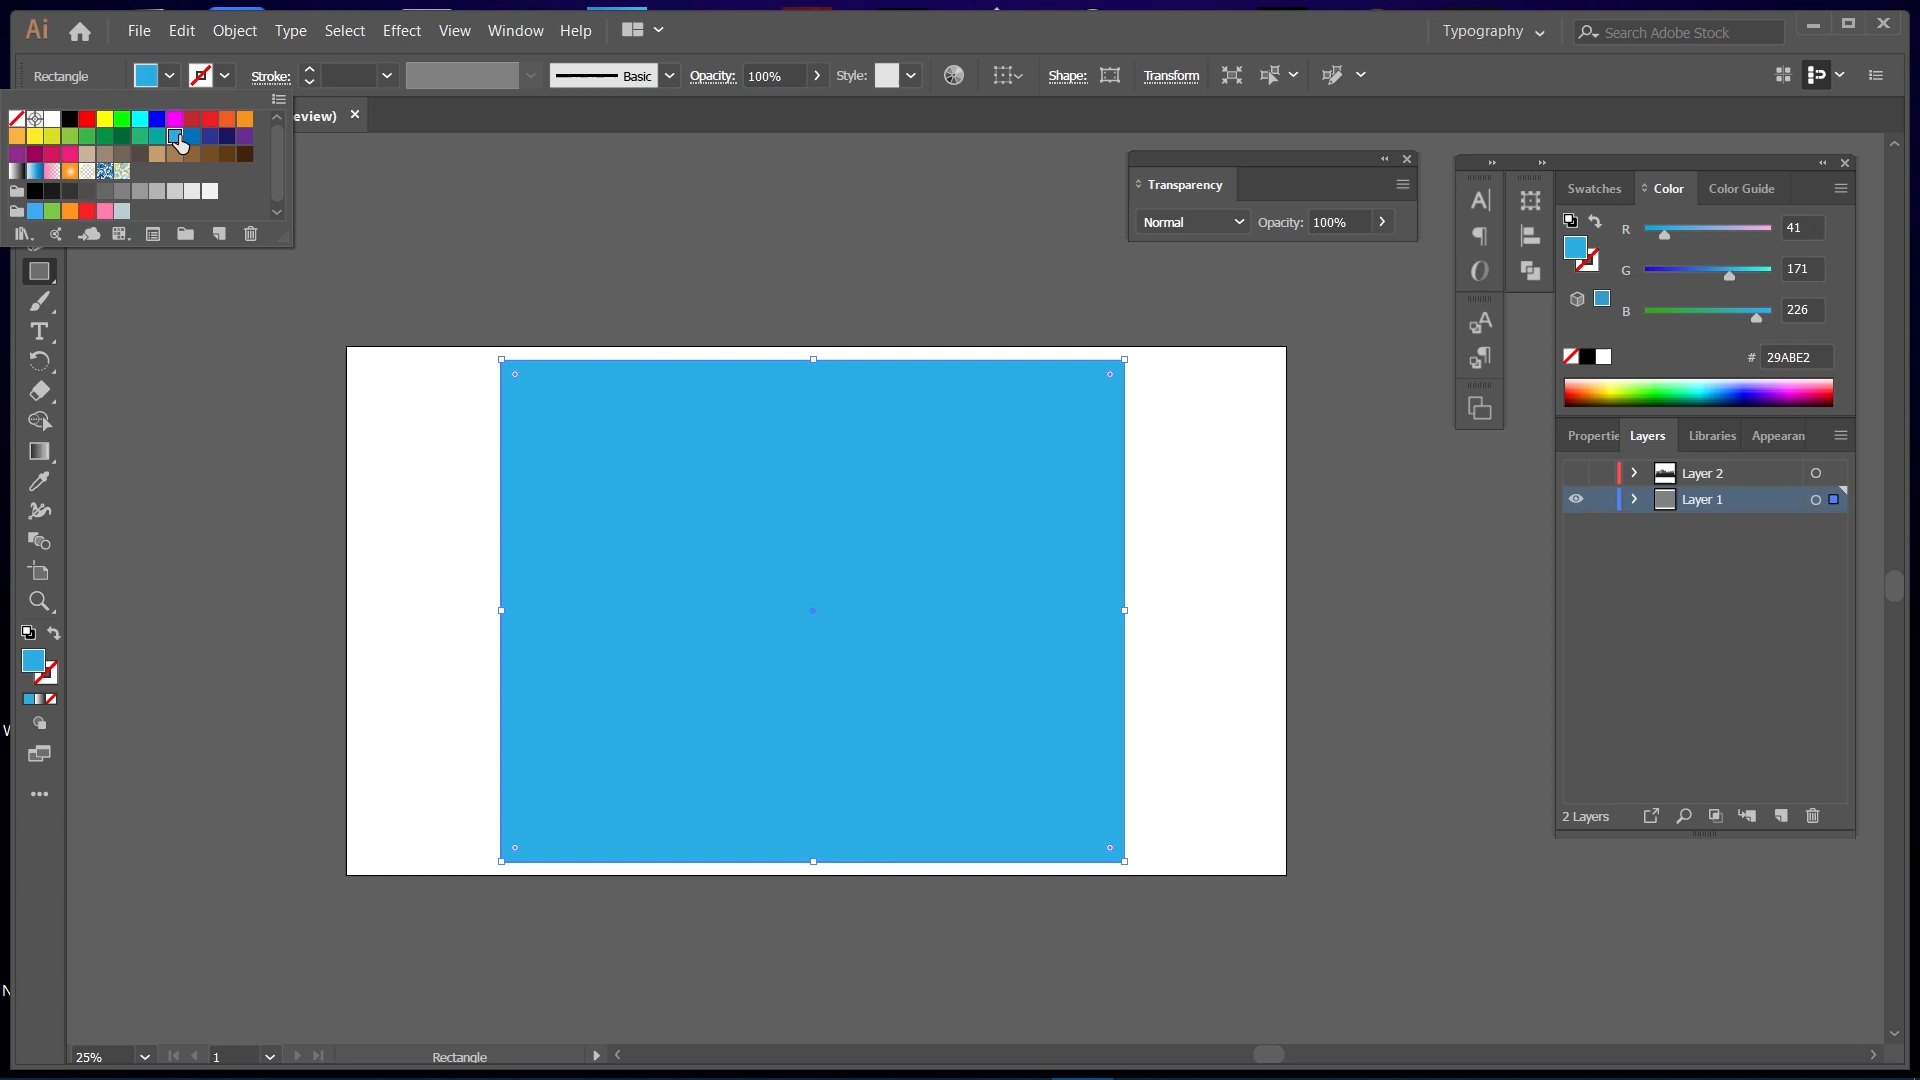 Ai File Edit Object Type Select Effect View Window Help Typography Search Adobe Stock
Rectangle Stroke: Basic Opacity: 100% Style: Shape: Transform
eview) ×
Transparency
Normal Opacity: 100%
Swatches Color Color Guide
R 41
G 171
B 226
# 29ABE2
Propertie Layers Libraries Appearan
Layer 2
Layer 1
2 Layers
25% 1 Rectangle